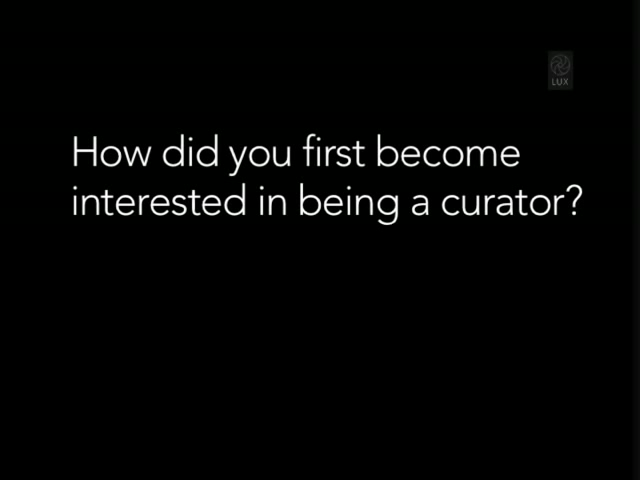 LUX
How did you first become
interested in being a curator?